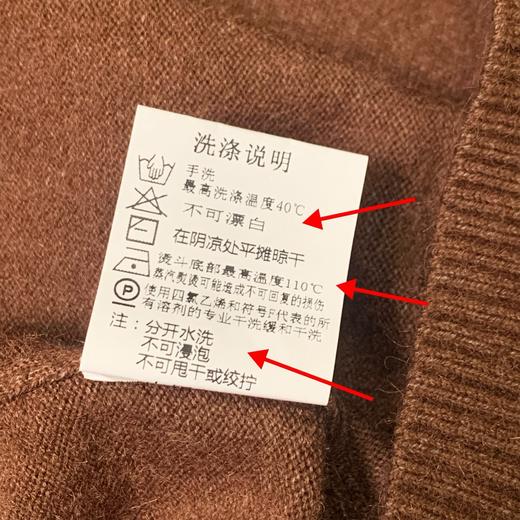 洗涤说明
手洗
最高洗涤温度40℃
不可漂白
在阴凉处平摊晾干
熨斗底部最高温度110℃
蒸汽熨烫可能造成不可回复的损伤
使用四氯乙烯和符号F代表的所
有溶剂的专业干洗缓和干洗
注：分开水洗
不可浸泡
不可甩干或绞拧
P